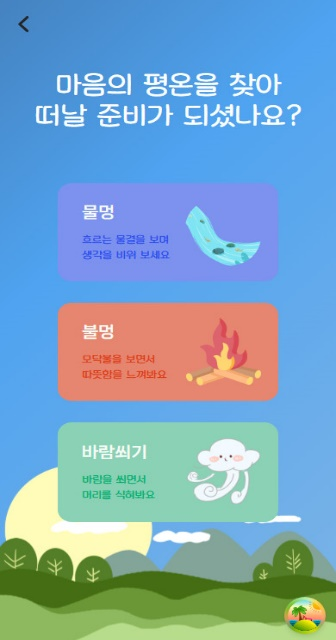 마음의 평온을 찾아
떠날 준비가 되셨나요?
물멍
흐르는 물결을 보며
생각을 비워 보세요
불멍
모닥불을 보면서
따뜻함을 느껴봐요
바람쐬기
바람을 쐬면서
머리를 식혀봐요